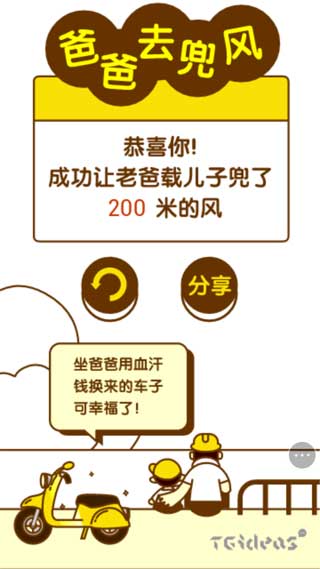 爸爸去兜风
恭喜你!
成功让老爸载儿子兜了
200 米的风
分享
坐爸爸用血汗
钱换来的车子
可幸福了!
TGideas